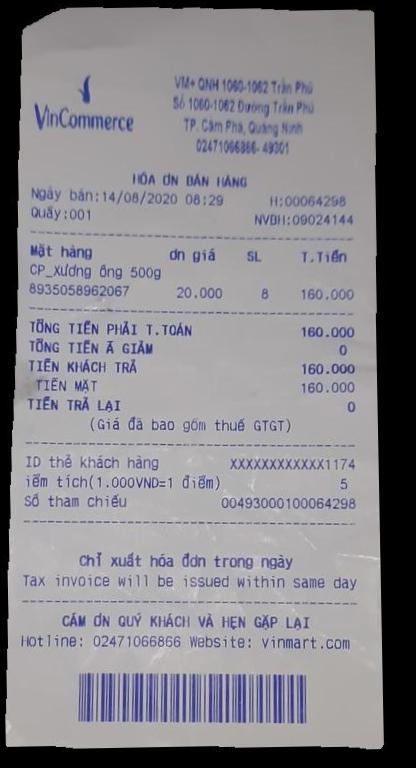 VinCommerce
VM+ QNH 1060-1062 Trần Phú
Số 1060-1062 Đường Trần Phú
TP. Cẩm Phả, Quảng Ninh
02471066866- 49301
HÓA ƠN BÁN HÀNG
Ngày bán:14/08/2020 08:29 H:00064298
Quầy:001 NVBH:09024144
Mặt hàng ơn giá SL T.Tiền
CP_Xương ống 500g
8935058962067 20.000 8 160.000
TỔNG TIỀN PHẢI T.TOÁN 160.000
TỔNG TIỀN Ã GIẢM 0
TIỀN KHÁCH TRẢ 160.000
TIỀN MẶT 160.000
TIỀN TRẢ LẠI 0
(Giá đã bao gồm thuế GTGT)
ID thẻ khách hàng XXXXXXXXXXXX1174
iểm tích(1.000VND=1 điểm) 5
Số tham chiếu 00493000100064298
Chỉ xuất hóa đơn trong ngày
Tax invoice will be issued within same day
CẢM ƠN QUÝ KHÁCH VÀ HẸN GẶP LẠI
Hotline: 02471066866 Website: vinmart.com